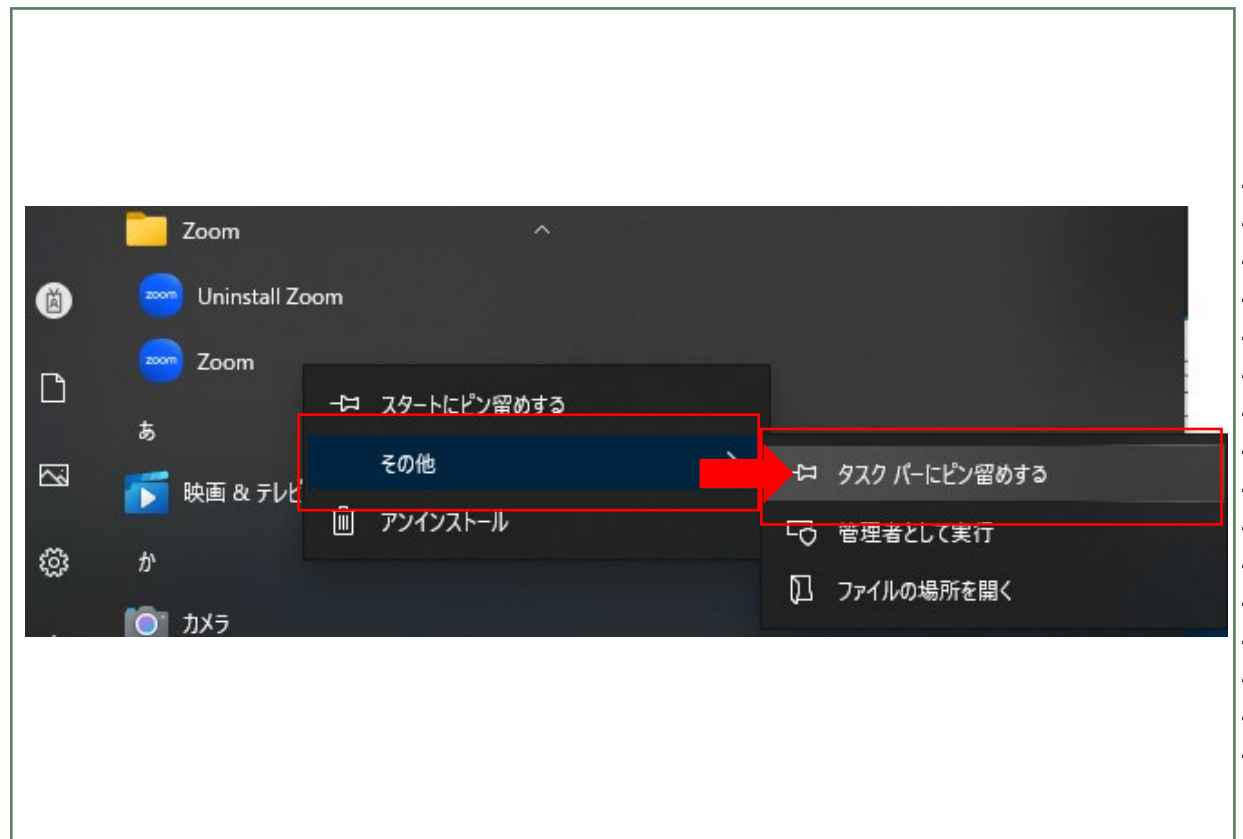 Zoom
zoom
Uninstall Zoom
zoom
Zoom
スタートにピン留めする
あ
その他
タスク バーにピン留めする
映画 & テレビ
アンインストール
管理者として実行
か
ファイルの場所を開く
カメラ